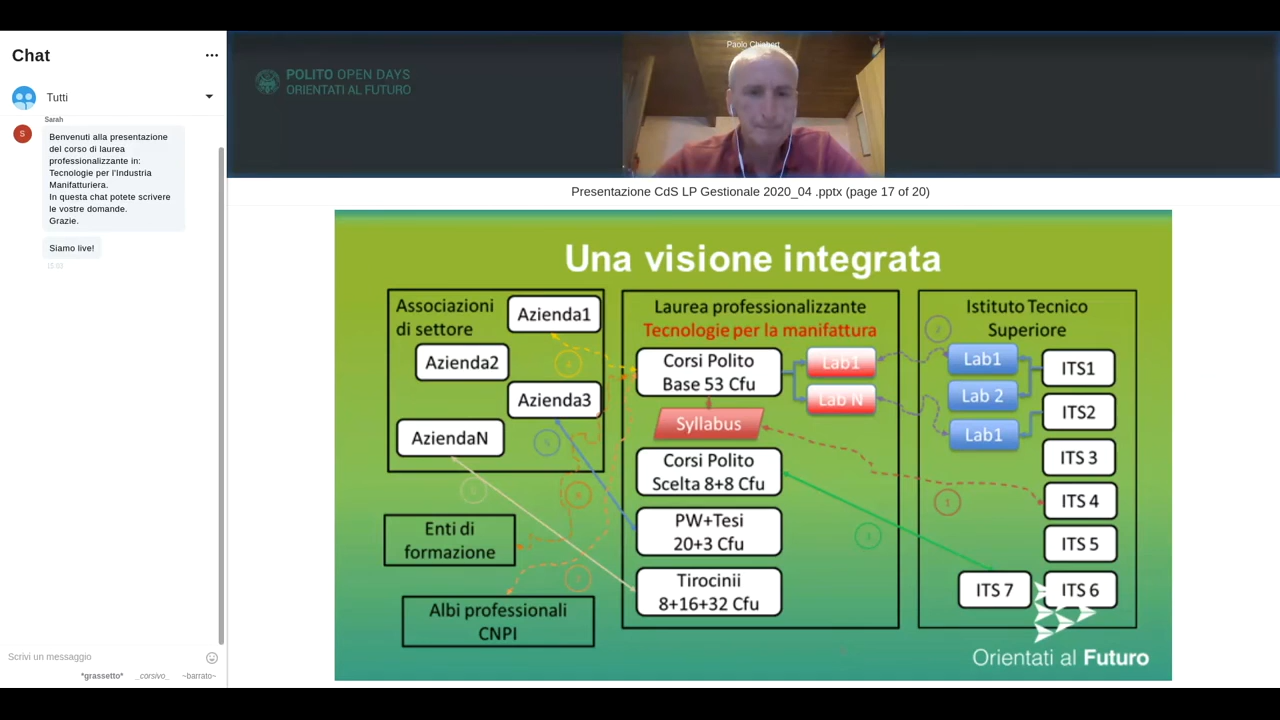 Chat
Tutti
Sarah
S
Benvenuti alla presentazione
del corso di laurea
professionalizzante in:
Tecnologie per l'Industria
Manifatturiera.
In questa chat potete scrivere
le vostre domande.
Grazie.
Siamo live!
15:03
Scrivi un messaggio
*grassetto* _corsivo_ ~barrato~
POLITO OPEN DAYS
ORIENTATI AL FUTURO
Paolo Chiabert
Presentazione CdS LP Gestionale 2020_04 .pptx (page 17 of 20)
Una visione integrata
Associazioni
di settore
Azienda1
Azienda2
Azienda3
AziendaN
Enti di
formazione
Albi professionali
CNPI
Laurea professionalizzante
Tecnologie per la manifattura
Corsi Polito
Base 53 Cfu
Lab1
Lab N
Syllabus
Corsi Polito
Scelta 8+8 Cfu
PW+Tesi
20+3 Cfu
Tirocinii
8+16+32 Cfu
Istituto Tecnico
Superiore
Lab1
Lab 2
Lab1
ITS1
ITS2
ITS 3
ITS 4
ITS 5
ITS 7
ITS 6
1
Orientati al Futuro